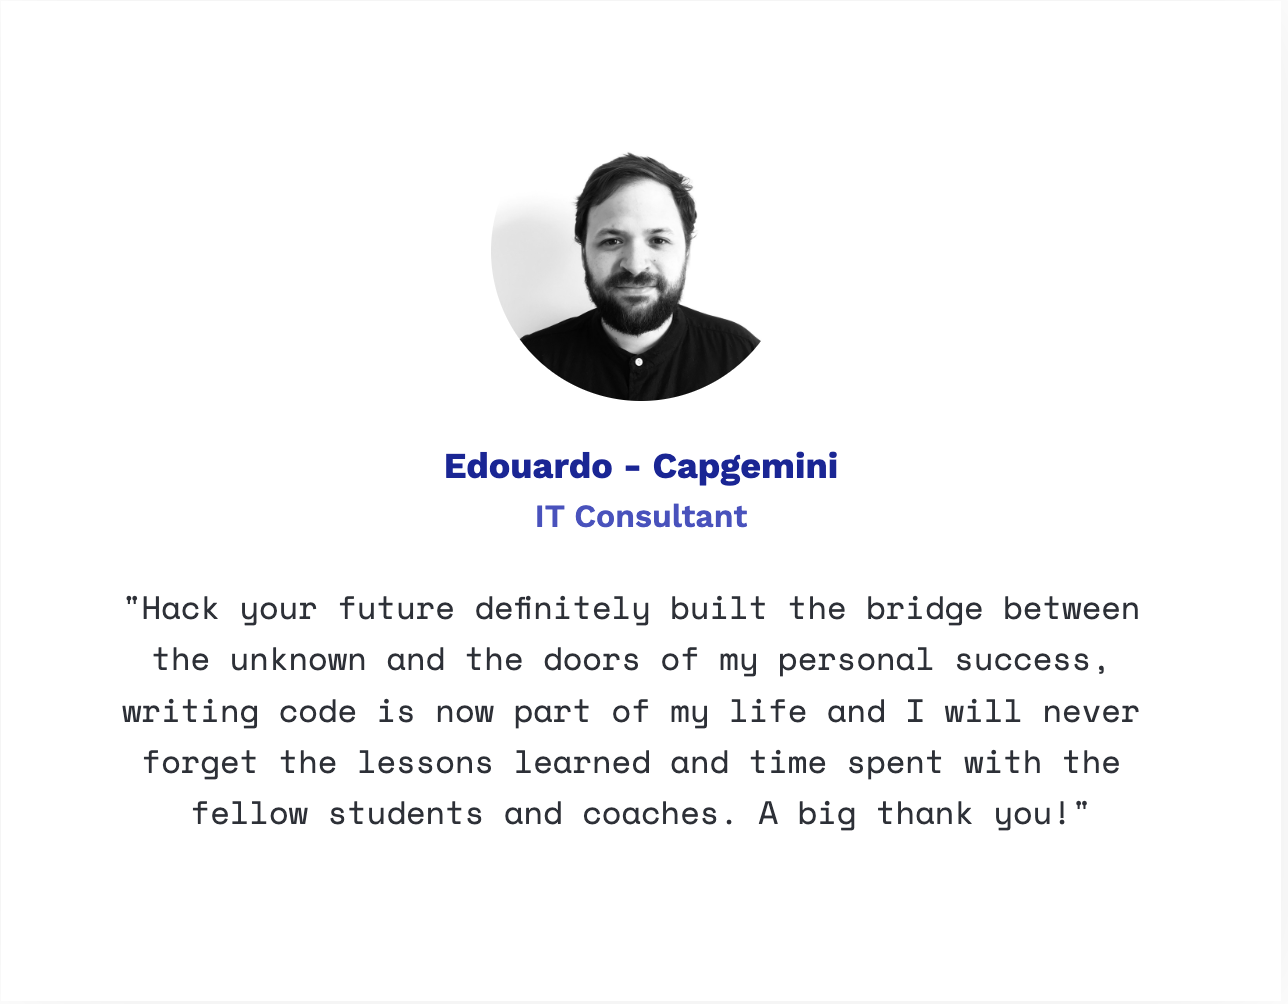 Edouardo - Capgemini
IT Consultant
"Hack your future definitely built the bridge between
the unknown and the doors of my personal success,
writing code is now part of my life and I will never
forget the lessons learned and time spent with the
fellow students and coaches. A big thank you!"